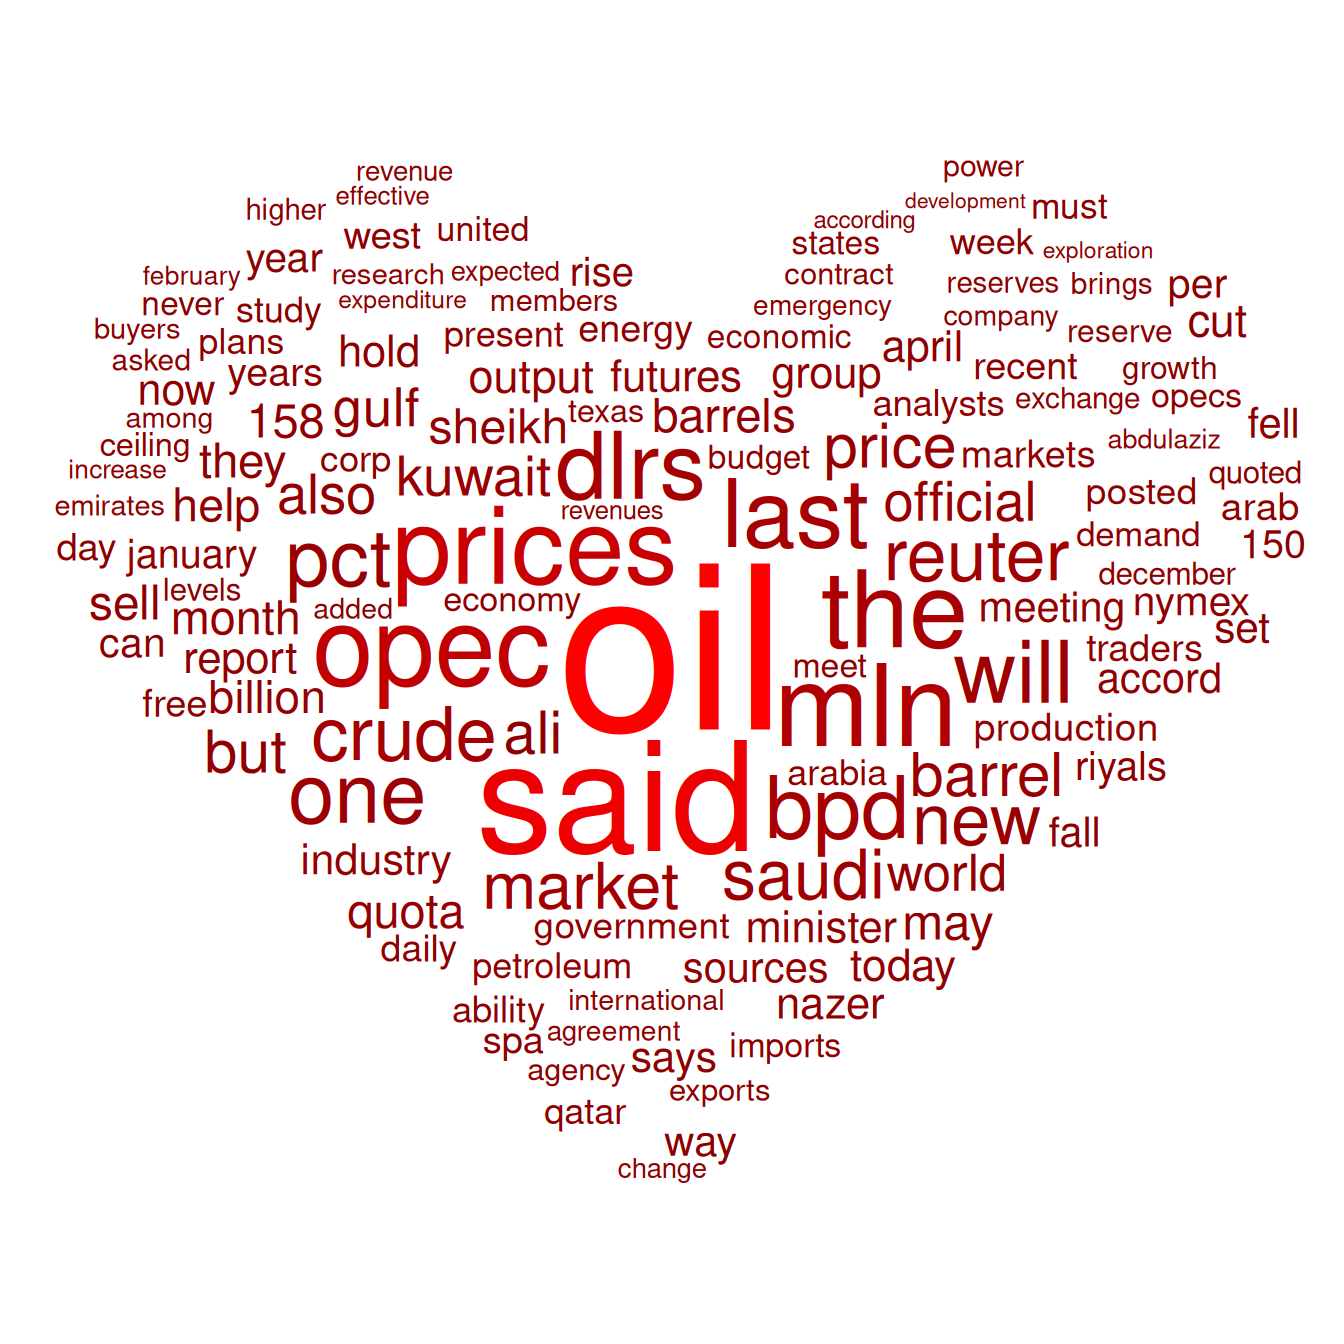 revenue
power
effective
higher
development
must
according
west
united
states
week
exploration
year
february
research
expected
rise
contract
reserves
brings
per
never
study
expenditure
members
emergency
company
buyers
plans
hold
present
energy
economic
april
reserve
cut
asked
now
years
output
futures
group
recent
growth
among
158
gulf
sheikh
texas
barrels
analysts
exchange
opecs
fell
ceiling
they
corp
kuwait
dlrs
budget
price
markets
abdulaziz
increase
quoted
emirates
help
also
revenues
last
official
posted
arab
day
january
pct
prices
reuter
demand
150
sell
levels
december
month
added
economy
oil
the
meeting
nymex
set
can
report
opec
meet
will
traders
accord
free
billion
mln
production
but
crude
ali
said
arabia
barrel
riyals
one
bpd
new
fall
industry
market
saudi
world
quota
government
minister
may
daily
petroleum
sources
today
ability
international
nazer
spa
agreement
says
imports
agency
exports
qatar
way
change